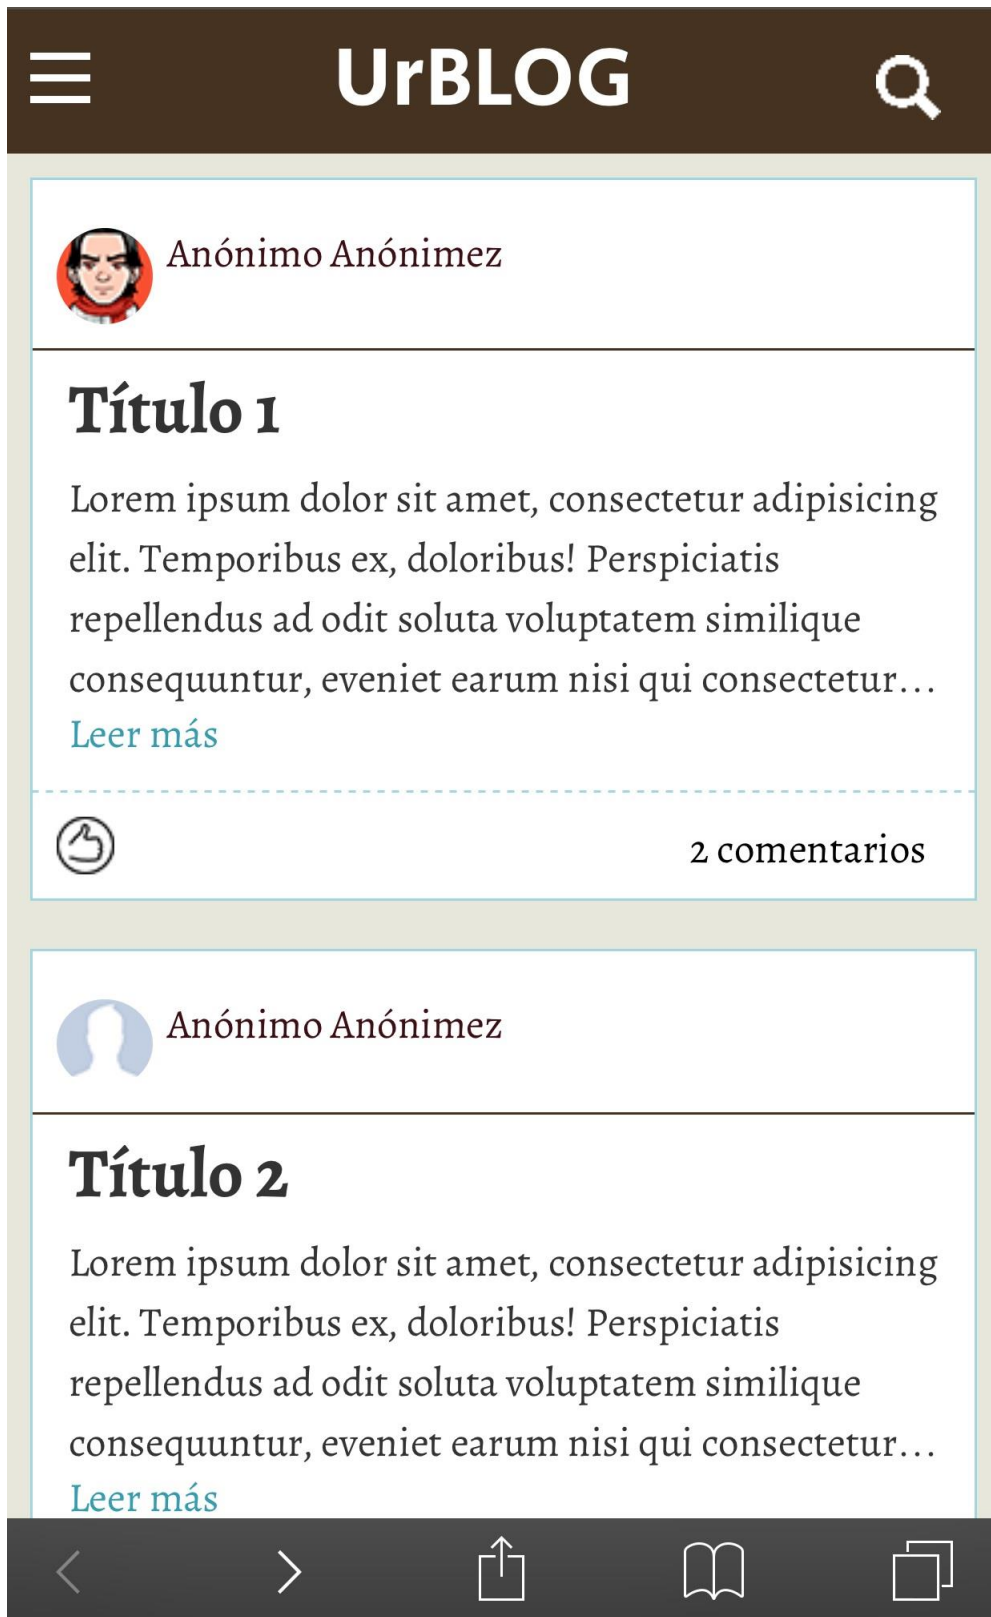 UrBLOG
Anónimo Anónimez
Título 1
Lorem ipsum dolor sit amet, consectetur adipisicing
elit. Temporibus ex, doloribus! Perspiciatis
repellendus ad odit soluta voluptatem similique
consequuntur, eveniet earum nisi qui consectetur...
Leer más
2 comentarios
Anónimo Anónimez
Título 2
Lorem ipsum dolor sit amet, consectetur adipisicing
elit. Temporibus ex, doloribus! Perspiciatis
repellendus ad odit soluta voluptatem similique
consequuntur, eveniet earum nisi qui consectetur...
Leer más